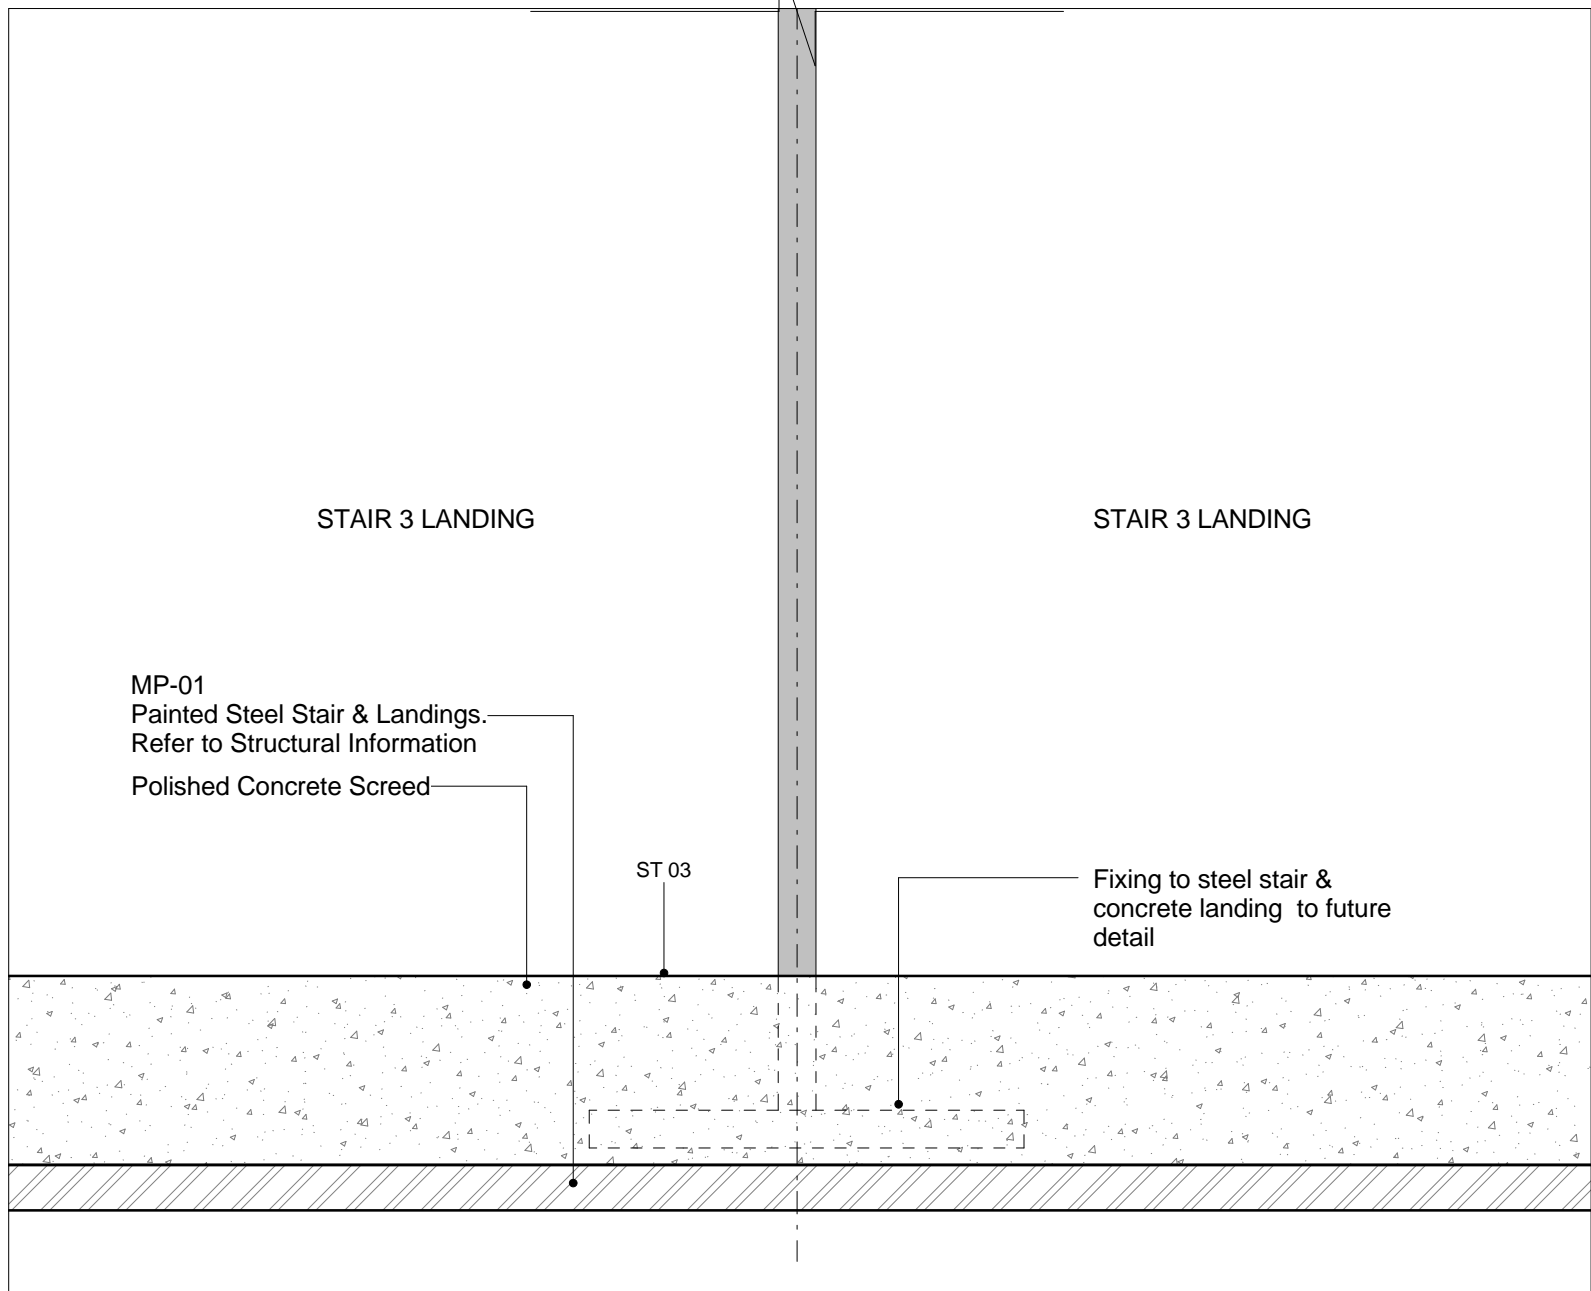 STAIR 3 LANDING
STAIR 3 LANDING
MP-01
Painted Steel Stair & Landings.
Refer to Structural Information
Polished Concrete Screed
ST 03
Fixing to steel stair &
concrete landing to future
detail